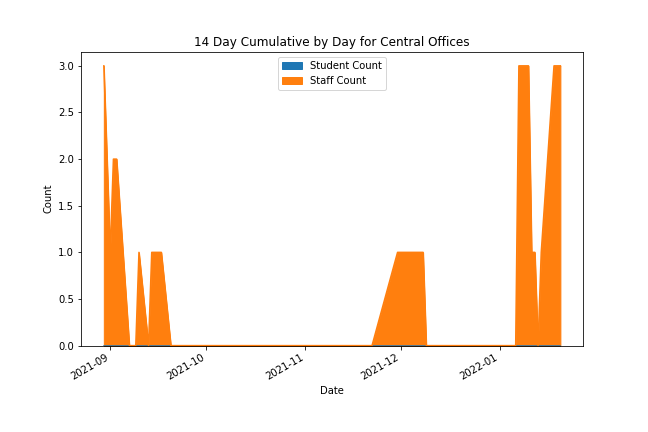 14 Day Cumulative by Day for Central Offices
Student Count
Staff Count
3.0
2.5
2.0
1.5
1.0
0.5
0.0
Count
2021-09
2021-10
2021-11
2021-12
2022-01
Date